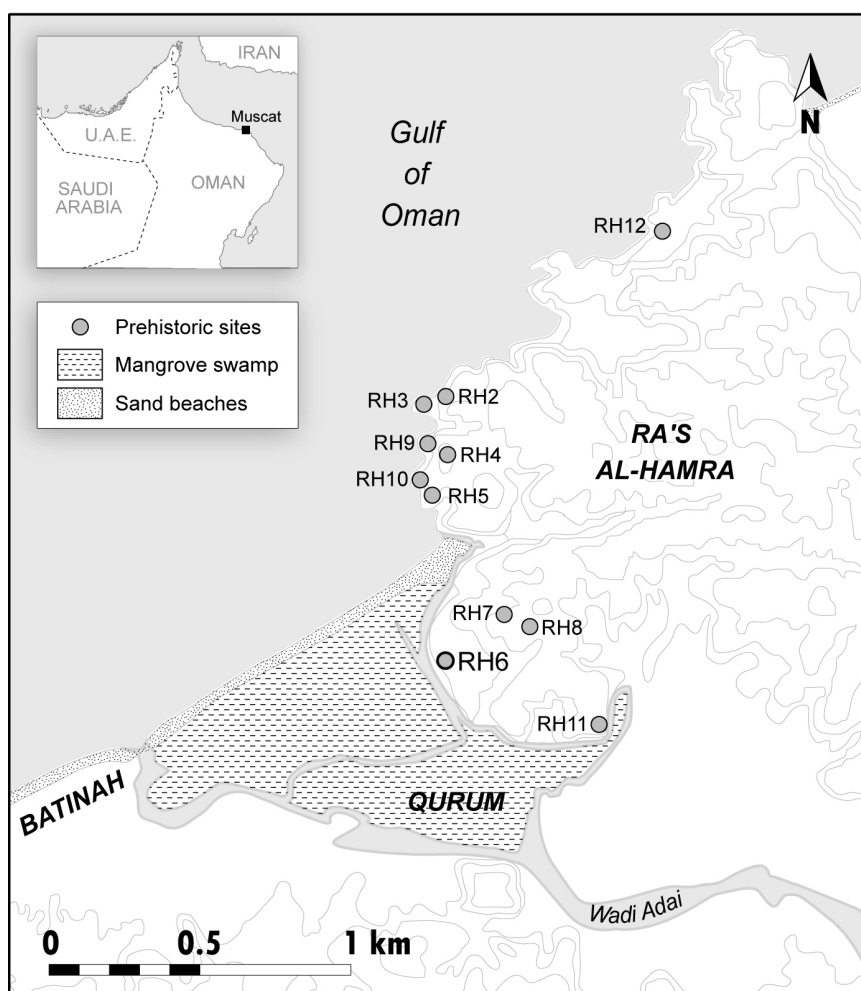 IRAN
Muscat
U.A.E.
SAUDI
ARABIA
OMAN
Gulf
of
Oman
N
Prehistoric sites
Mangrove swamp
Sand beaches
RH12
RH2
RH3
RH9
RH4
RH10
RH5
RA'S
AL-HAMRA
RH7
RH8
RH6
RH11
BATINAH
QURUM
Wadi Adai
0 0.5 1 km